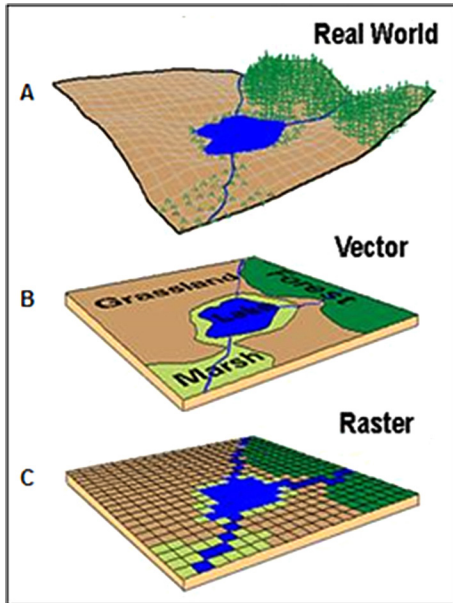 Real World
A
Vector
B
Grassland
Forest
Lake
Marsh
Raster
C